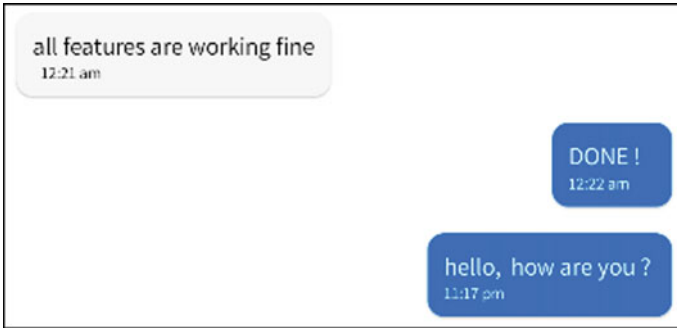 all features are working fine
12:21 am
DONE !
12:22 am
hello, how are you ?
11:17 pm